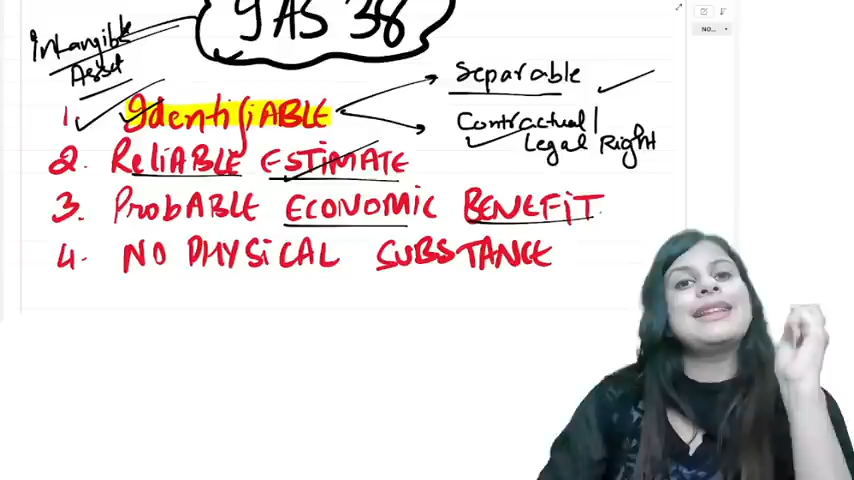 IAS 38
Intangible
Asset
Separable
1. IdentifiABLE
Contractual/
Legal Right
2. ReLIABLE ESTIMATE
3. PRobABLE ECONOMiC BENEFiT
4. NO PHYSiCAL SUBSTANCE
NO...